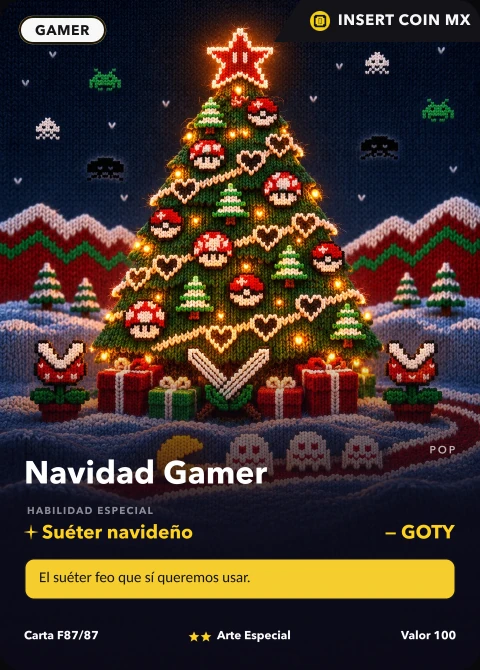 GAMER
INSERT COIN MX
POP
Navidad Gamer
HABILIDAD ESPECIAL
Suéter navideño
— GOTY
El suéter feo que sí queremos usar.
Carta F87/87
Arte Especial
Valor 100